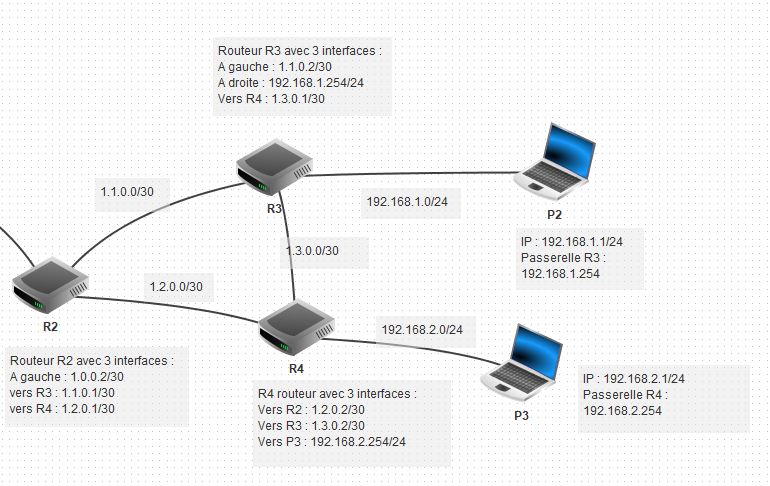 Routeur R3 avec 3 interfaces :
A gauche : 1.1.0.2/30
A droite : 192.168.1.254/24
Vers R4 : 1.3.0.1/30
1.1.0.0/30
R3
192.168.1.0/24
P2
IP : 192.168.1.1/24
Passerelle R3 :
192.168.1.254
1.3.0.0/30
1.2.0.0/30
R2
192.168.2.0/24
R4
Routeur R2 avec 3 interfaces :
A gauche : 1.0.0.2/30
vers R3 : 1.1.0.1/30
vers R4 : 1.2.0.1/30
R4 routeur avec 3 interfaces :
Vers R2 : 1.2.0.2/30
Vers R3 : 1.3.0.2/30
Vers P3 : 192.168.2.254/24
P3
IP : 192.168.2.1/24
Passerelle R4 :
192.168.2.254